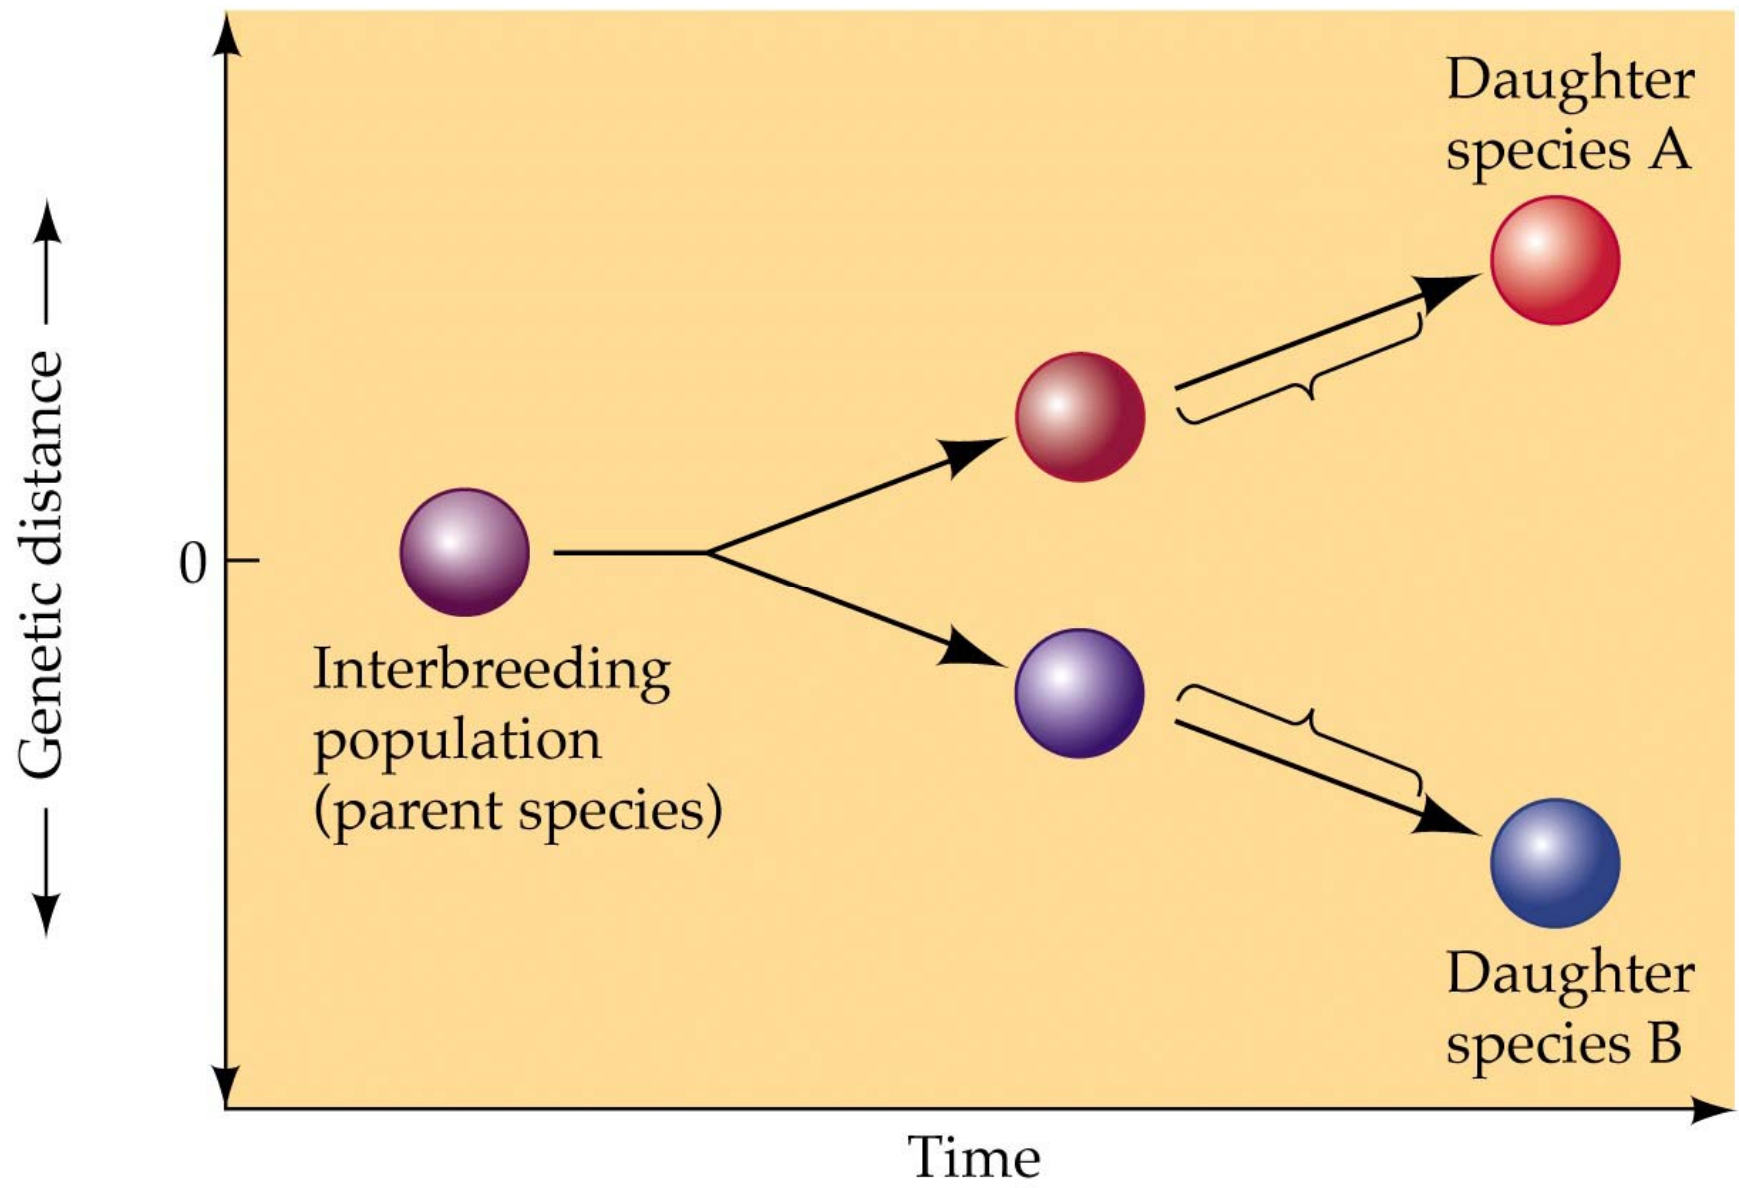 Daughter
species A
Genetic distance
0
Interbreeding
population
(parent species)
Daughter
species B
Time